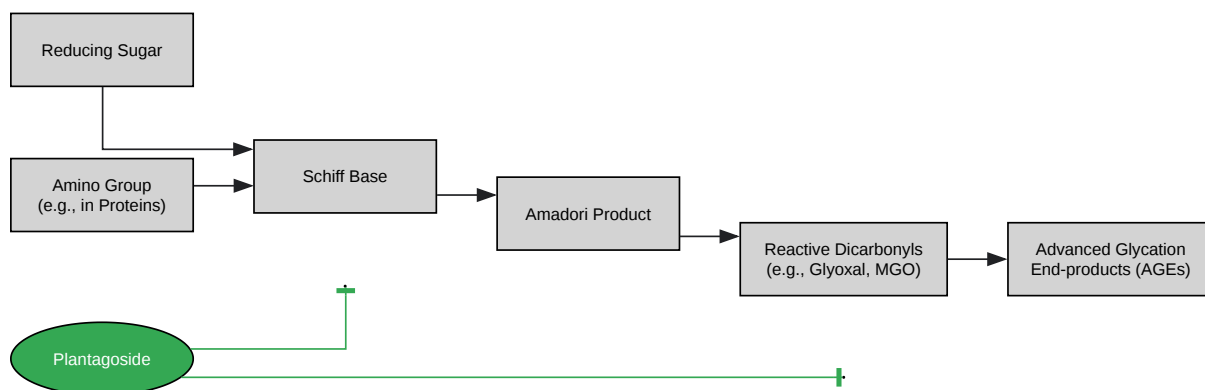 Reducing Sugar
Amino Group
(e.g., in Proteins)
Schiff Base
Amadori Product
Reactive Dicarbonyls
(e.g., Glyoxal, MGO)
Advanced Glycation
End-products (AGEs)
Plantagoside